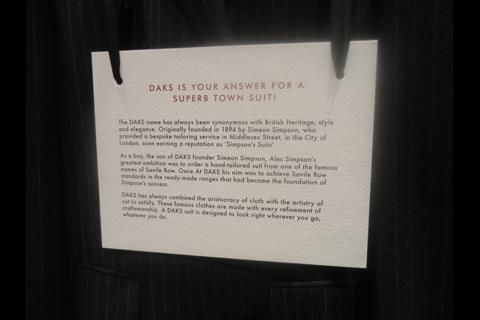 DAKS IS YOUR ANSWER FOR A
SUPERB TOWN SUIT!
The DAKS name has always been synonymous with British Heritage, style
and elegance. Originally founded in 1894 by Simeon Simpson, who
provided a bespoke tailoring service in Middlesex Street, in the City of
London, soon earning a reputation as 'Simpson's Suits'.
As a boy, the son of DAKS founder Simeon Simpson, Alec Simpson's
greatest ambition was to order a hand-tailored suit from one of the famous
names of Savile Row. Once At DAKS his aim was to achieve Savile Row
standards in the ready-made ranges that had become the foundation of
Simpson's success.
DAKS has always combined the aristocracy of cloth with the artistry of
cut to satisfy. These famous clothes are made with every refinement of
craftsmanship. A DAKS suit is designed to look right wherever you go,
whatever you do.